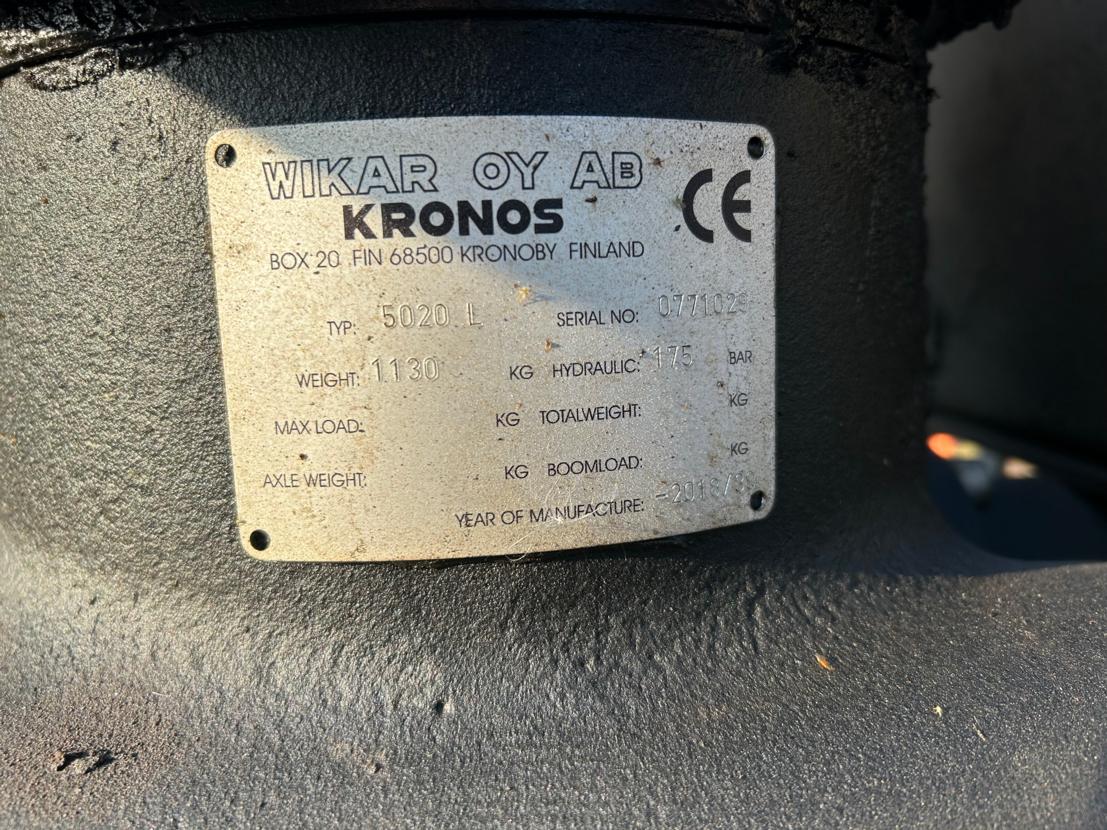 WIKAR OY AB
KRONOS
CE
BOX 20 FIN 68500 KRONOBY FINLAND
TYP: 5020 L SERIAL NO:
WEIGHT: 1130 KG HYDRAULIC: 175 BAR
MAX LOAD: KG TOTALWEIGHT: KG
AXLE WEIGHT: KG BOOMLOAD: KG
YEAR OF MANUFACTURE: